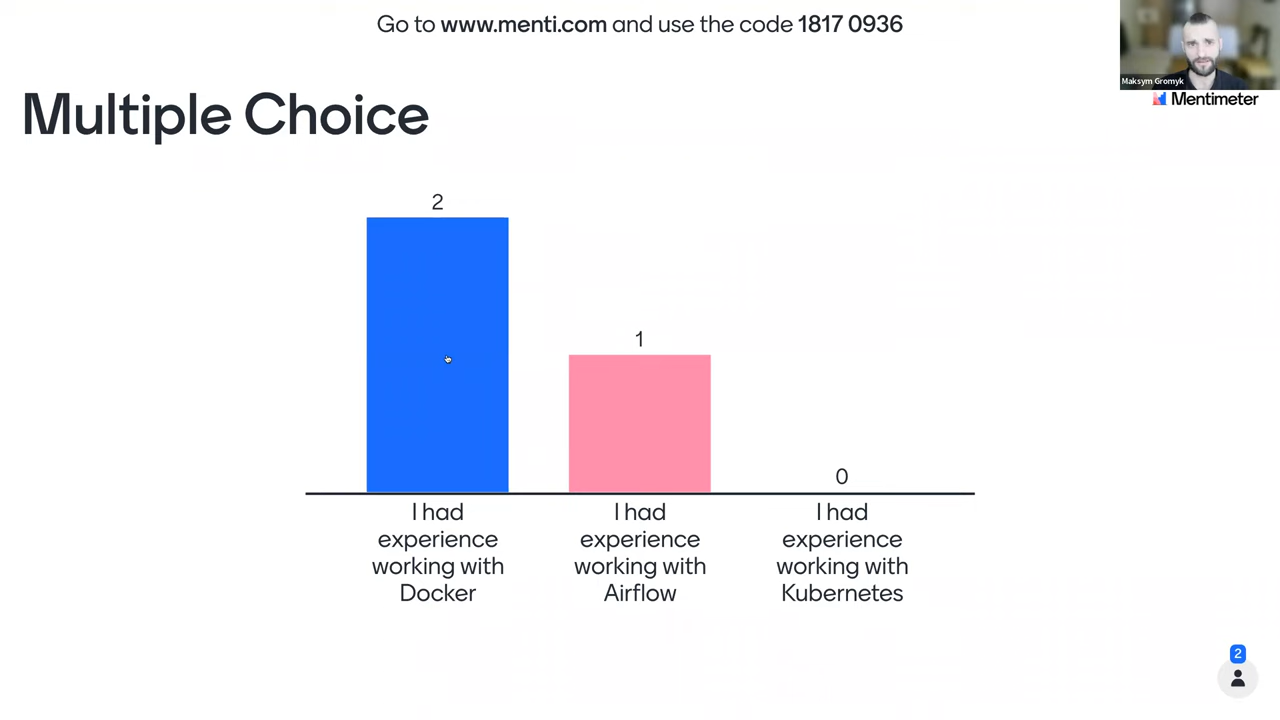 Go to www.menti.com and use the code 1817 0936
Maksym Gromyk
Mentimeter
Multiple Choice
2
1
0
I had
experience
working with
Docker
I had
experience
working with
Airflow
I had
experience
working with
Kubernetes
2